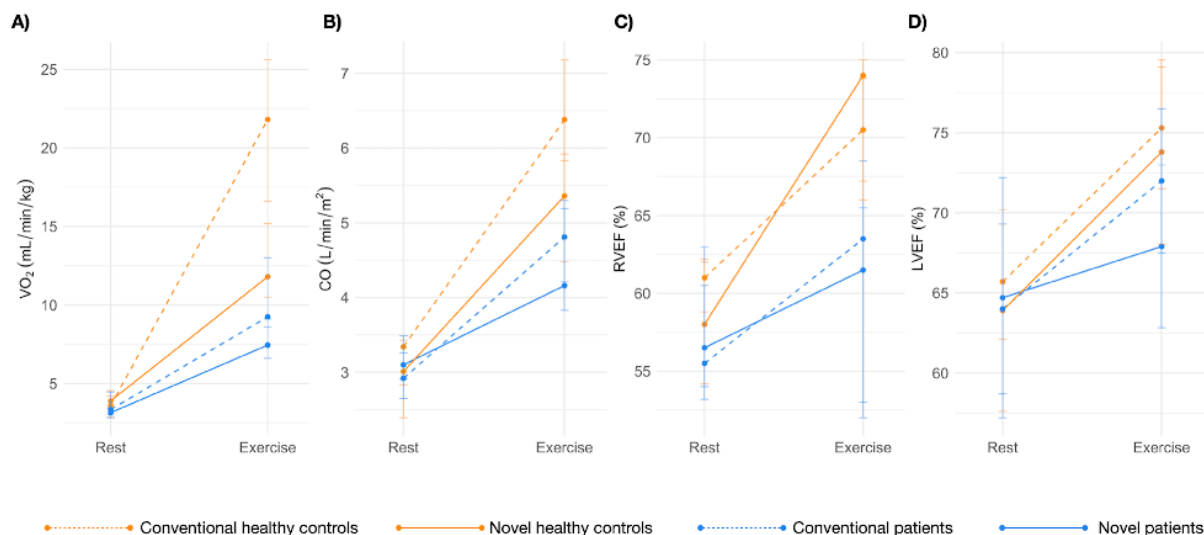 A)
VO₂ (mL/min/kg)
25
20
15
10
5
Rest Exercise
B)
CO (L/min/m²)
7
6
5
4
3
Rest Exercise
C)
RVEF (%)
75
70
65
60
55
Rest Exercise
D)
LVEF (%)
80
75
70
65
60
Rest Exercise
Conventional healthy controls Novel healthy controls Conventional patients Novel patients